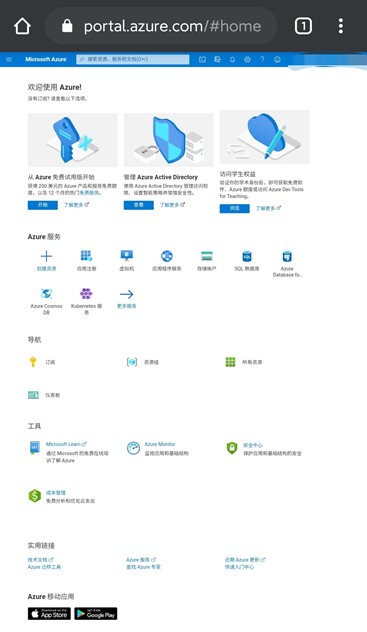 portal.azure.com/#home
1
Microsoft Azure
搜索资源、服务和文档(G+/)
欢迎使用 Azure!
没有订阅? 请查看以下选项。
从 Azure 免费试用版开始
获得 200 美元的 Azure 产品和服务免费额
度，以及 12 个月的热门免费服务。
开始
了解更多
管理 Azure Active Directory
使用 Azure Active Directory 管理访问权
限、设置智能策略并增强安全性。
查看
了解更多
访问学生权益
验证你的学术身份后，即可获取免费软
件、Azure 额度或访问 Azure Dev Tools
for Teaching。
浏览
了解更多
Azure 服务
创建资源
应用注册
虚拟机
应用程序服务
存储帐户
SQL 数据库
Azure
Database fo...
Azure Cosmos
DB
Kubernetes 服
务
更多服务
导航
订阅
资源组
所有资源
仪表板
工具
Microsoft Learn
通过 Microsoft 的免费在线培
训了解 Azure
Azure Monitor
监视应用和基础结构
安全中心
保护应用和基础结构的安全
成本管理
免费分析和优化云支出
实用链接
技术文档
Azure 迁移工具
Azure 服务
查找 Azure 专家
近期 Azure 更新
快速入门中心
Azure 移动应用
Download on the
App Store
GET IT ON
Google Play